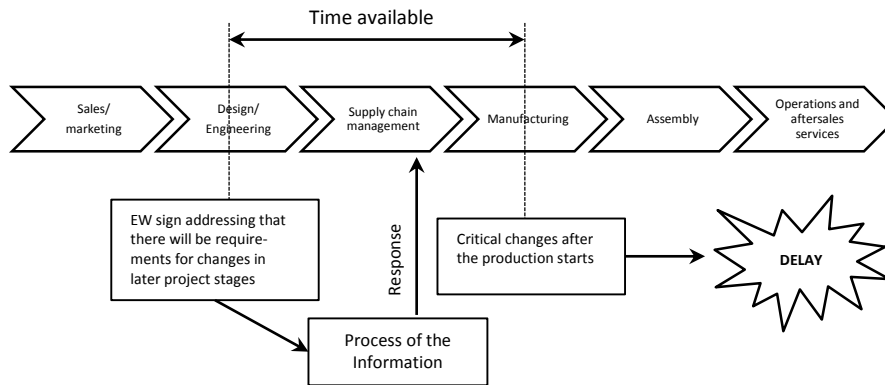 Time available
Sales/
marketing
Design/
Engineering
Supply chain
management
Manufacturing
Assembly
Operations and
aftersales
services
EW sign addressing that
there will be require-
ments for changes in
later project stages
Response
Critical changes after
the production starts
DELAY
Process of the
Information